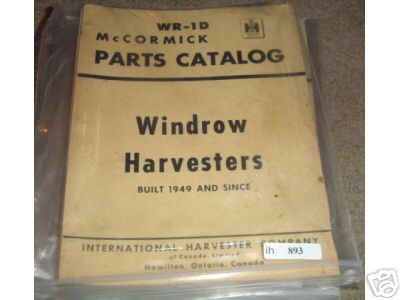 WR-1D
McCORMICK
IH
PARTS CATALOG
Windrow
Harvesters
BUILT 1949 AND SINCE
INTERNATIONAL HARVESTER COMPANY
of Canada, Limited
Hamilton, Ontario, Canada
ih 893